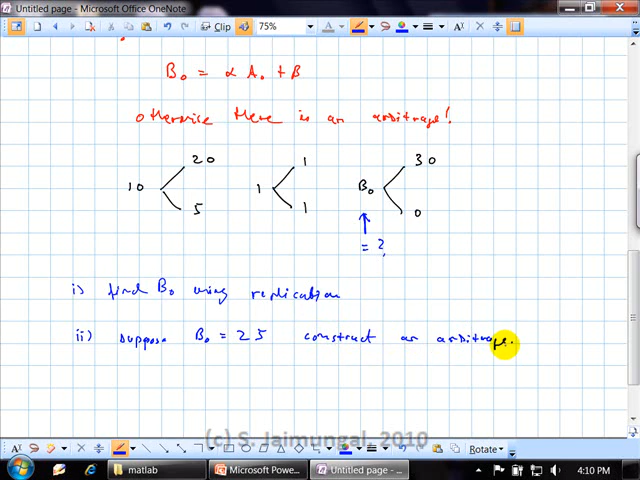 Untitled page - Microsoft Office OneNote
Clip 75%
B₀ = α A₀ + β
otherwise there is an arbitrage!
20 1 30
10 1 B₀
5 1 0
= ?
i) find B₀ using replication
ii) suppose B₀ = 25 construct an arbitrage.
(c) S. Jaimungal, 2010
Rotate
matlab Microsoft Powe... Untitled page - Micr... 4:10 PM